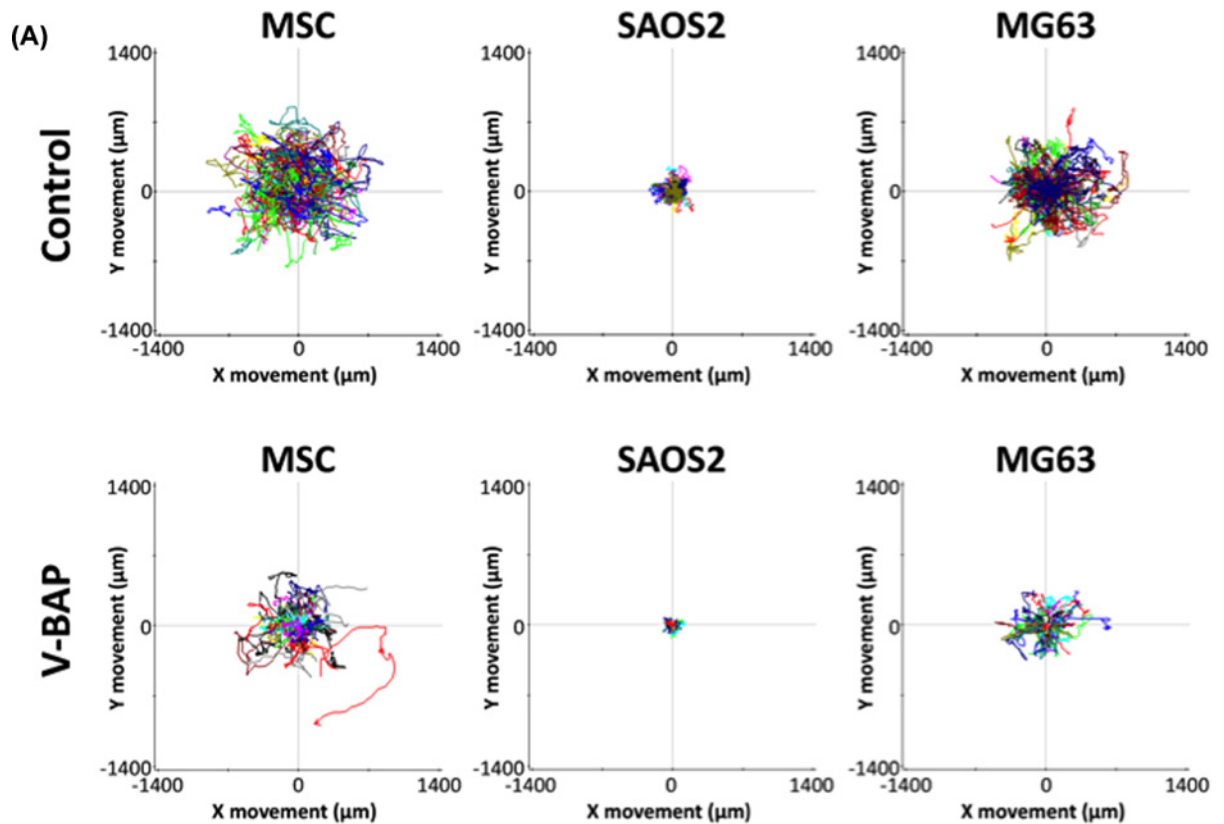 (A)
MSC SAOS2 MG63
Control
Y movement (µm) Y movement (µm) Y movement (µm)
1400 1400 1400
0 0 0
-1400 -1400 -1400
-1400 0 1400 -1400 0 1400 -1400 0 1400
X movement (µm) X movement (µm) X movement (µm)
MSC SAOS2 MG63
V-BAP
Y movement (µm) Y movement (µm) Y movement (µm)
1400 1400 1400
0 0 0
-1400 -1400 -1400
-1400 0 1400 -1400 0 1400 -1400 0 1400
X movement (µm) X movement (µm) X movement (µm)